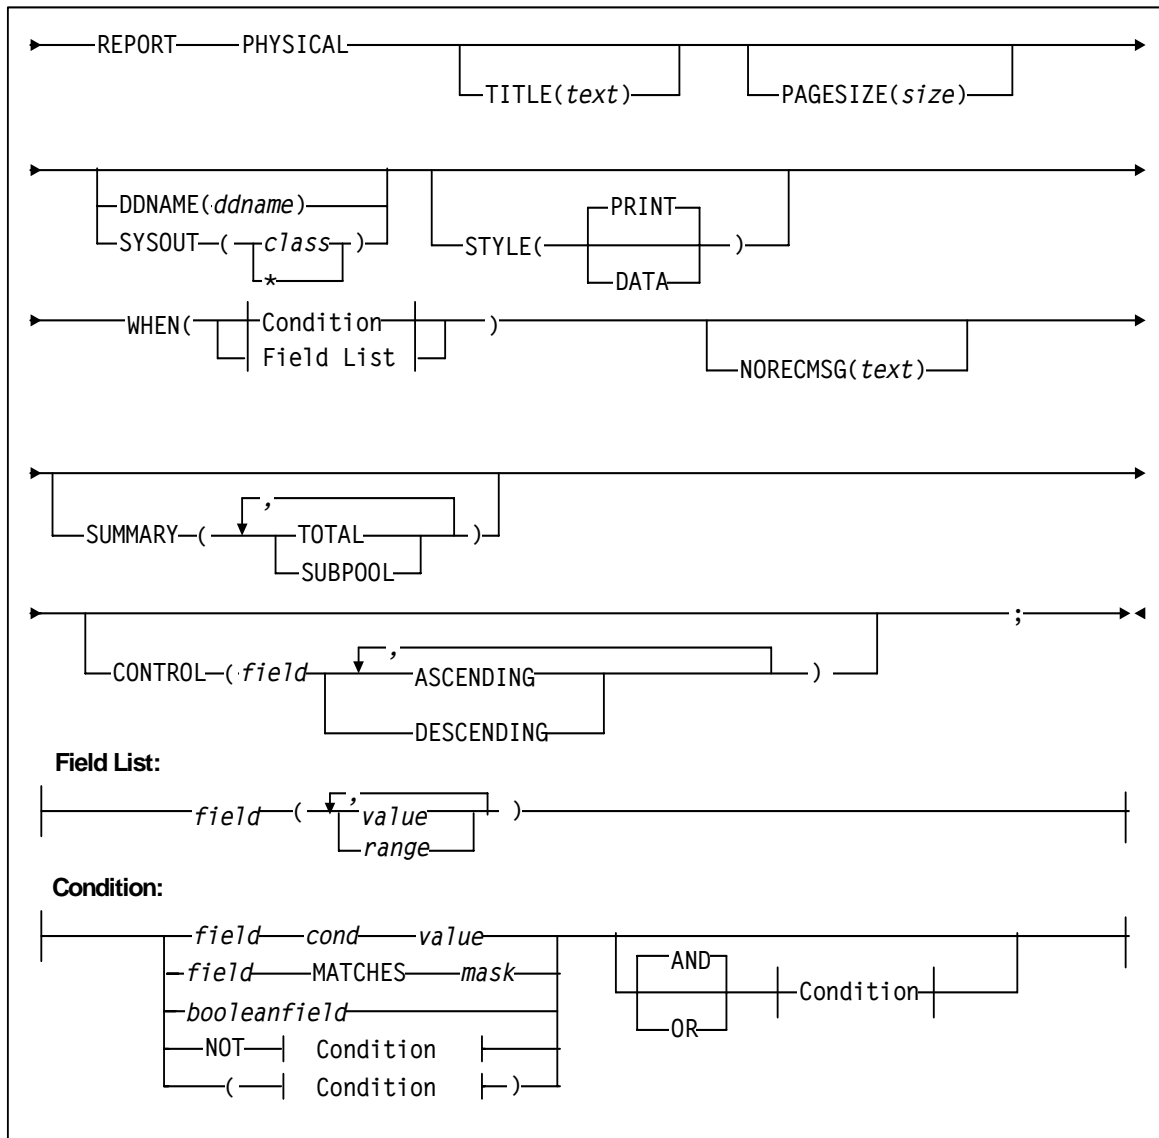 REPORT PHYSICAL
TITLE(text) PAGESIZE(size)
DDNAME(ddname)
SYSOUT ( class )
*
STYLE( PRINT )
DATA
WHEN( Condition )
Field List
NORECMSG(text)
,
SUMMARY ( TOTAL )
SUBPOOL
;
,
CONTROL ( field ASCENDING )
DESCENDING
Field List:
,
field ( value )
range
Condition:
field cond value
field MATCHES mask
booleanfield
NOT Condition
( Condition )
AND
OR
Condition